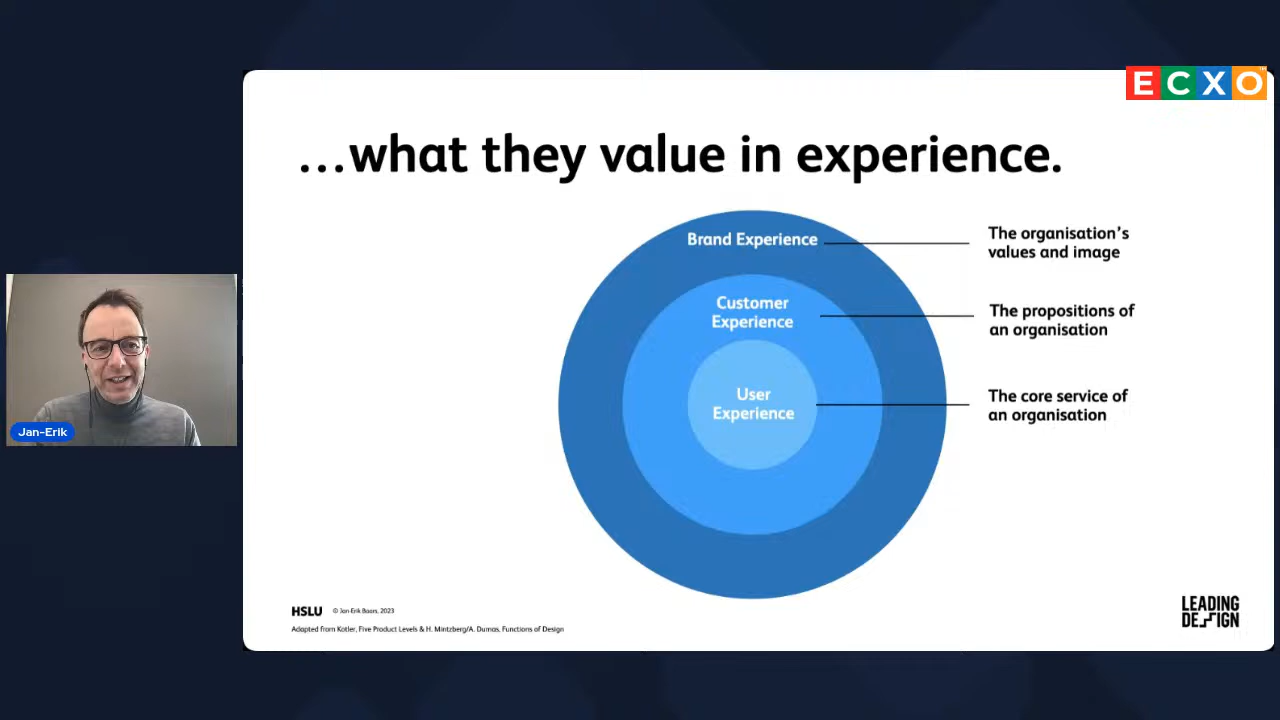 ECXO
…what they value in experience.
Brand Experience
The organisation's
values and image
Customer
Experience
The propositions of
an organisation
User
Experience
The core service of
an organisation
Jan-Erik
HSLU © Jan-Erik Baars, 2023
Adapted from Kotler, Five Product Levels & H. Mintzberg/A. Dumas, Functions of Design
LEADING
DESIGN